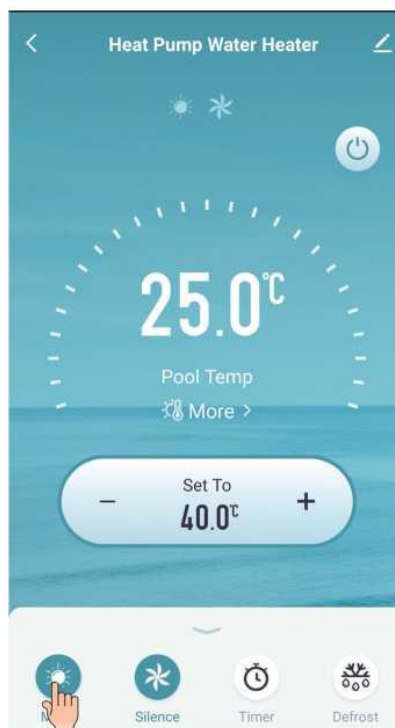 Heat Pump Water Heater
25.0°C
Pool Temp
More >
Set To
− 40.0°C +
Silence
Timer
Defrost